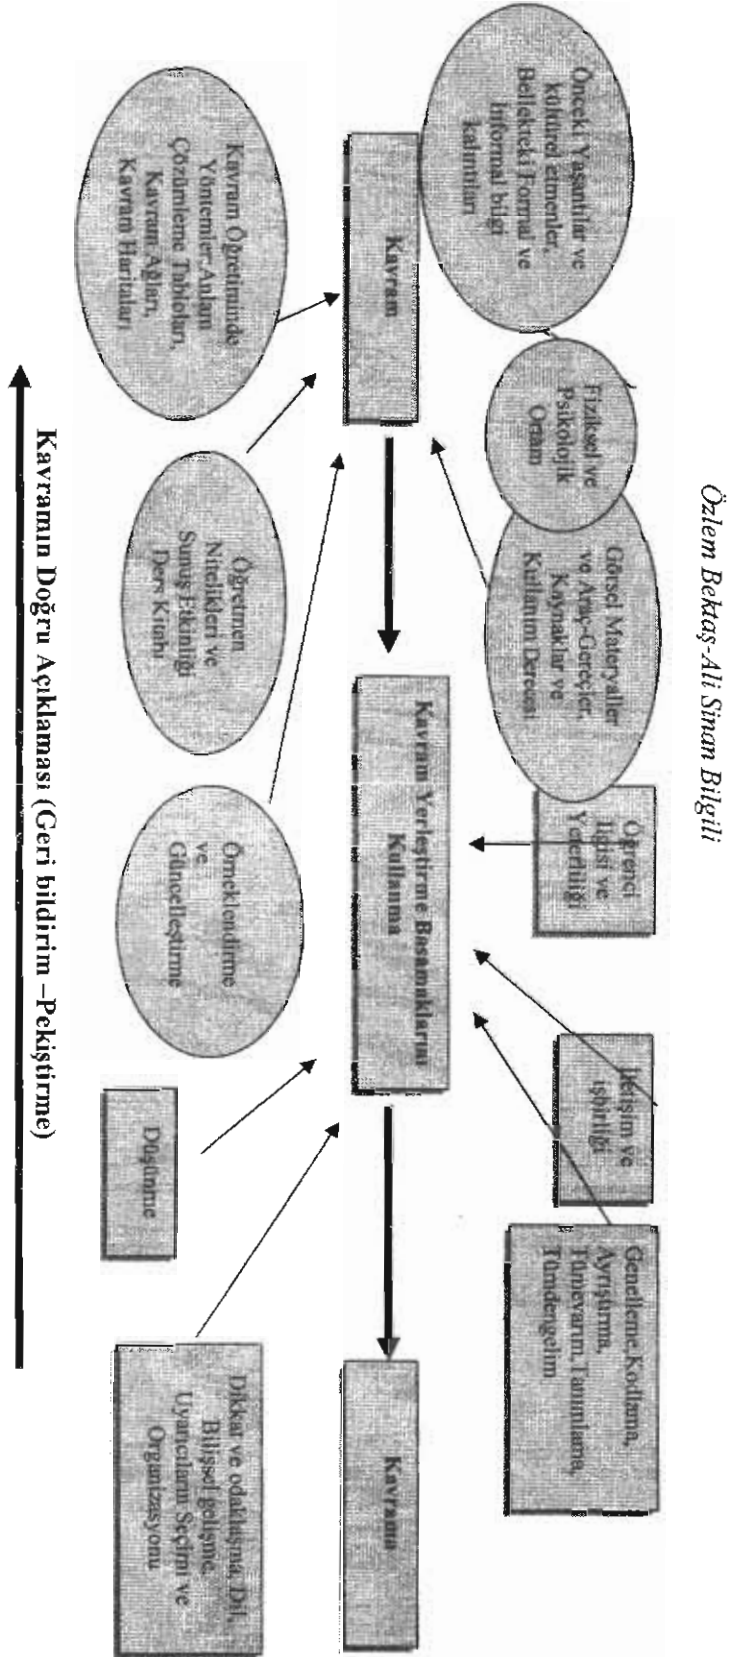 Özlem Bektaş-Ali Sinan Bilgili
Önceki Yaşantılar ve
kültürel etmenler,
Bellekteki Formal ve
İnformal bilgi
kalıntıları
Fiziksel ve
Psikolojik
Ortam
Görsel Materyaller
ve Araç-Gereçler,
Kaynaklar ve
Kullanım Derecesi
Öğrenci
İlgisi ve
Yeterliliği
İletişim ve
işbirliği
Genelleme,Kodlama,
Ayrıştırma,
Tümevarım,Tanımlama,
Tümdengelim
Kavram
Kavram Yerleştirme Basamaklarını
Kullanma
Kavrama
Kavram Öğretiminde
Yöntemler:Anlam
Çözümleme Tabloları,
Kavram Ağları,
Kavram Haritaları
Öğretmen
Nitelikleri ve
Sunuş Etkinliği
Ders Kitabı
Örneklendirme
ve
Güncelleştirme
Düşünme
Dikkat ve odaklaşma, Dil,
Bilişsel gelişme,
Uyarıcıların Seçimi ve
Organizasyonu
Kavramın Doğru Açıklaması (Geri bildirim –Pekiştirme)